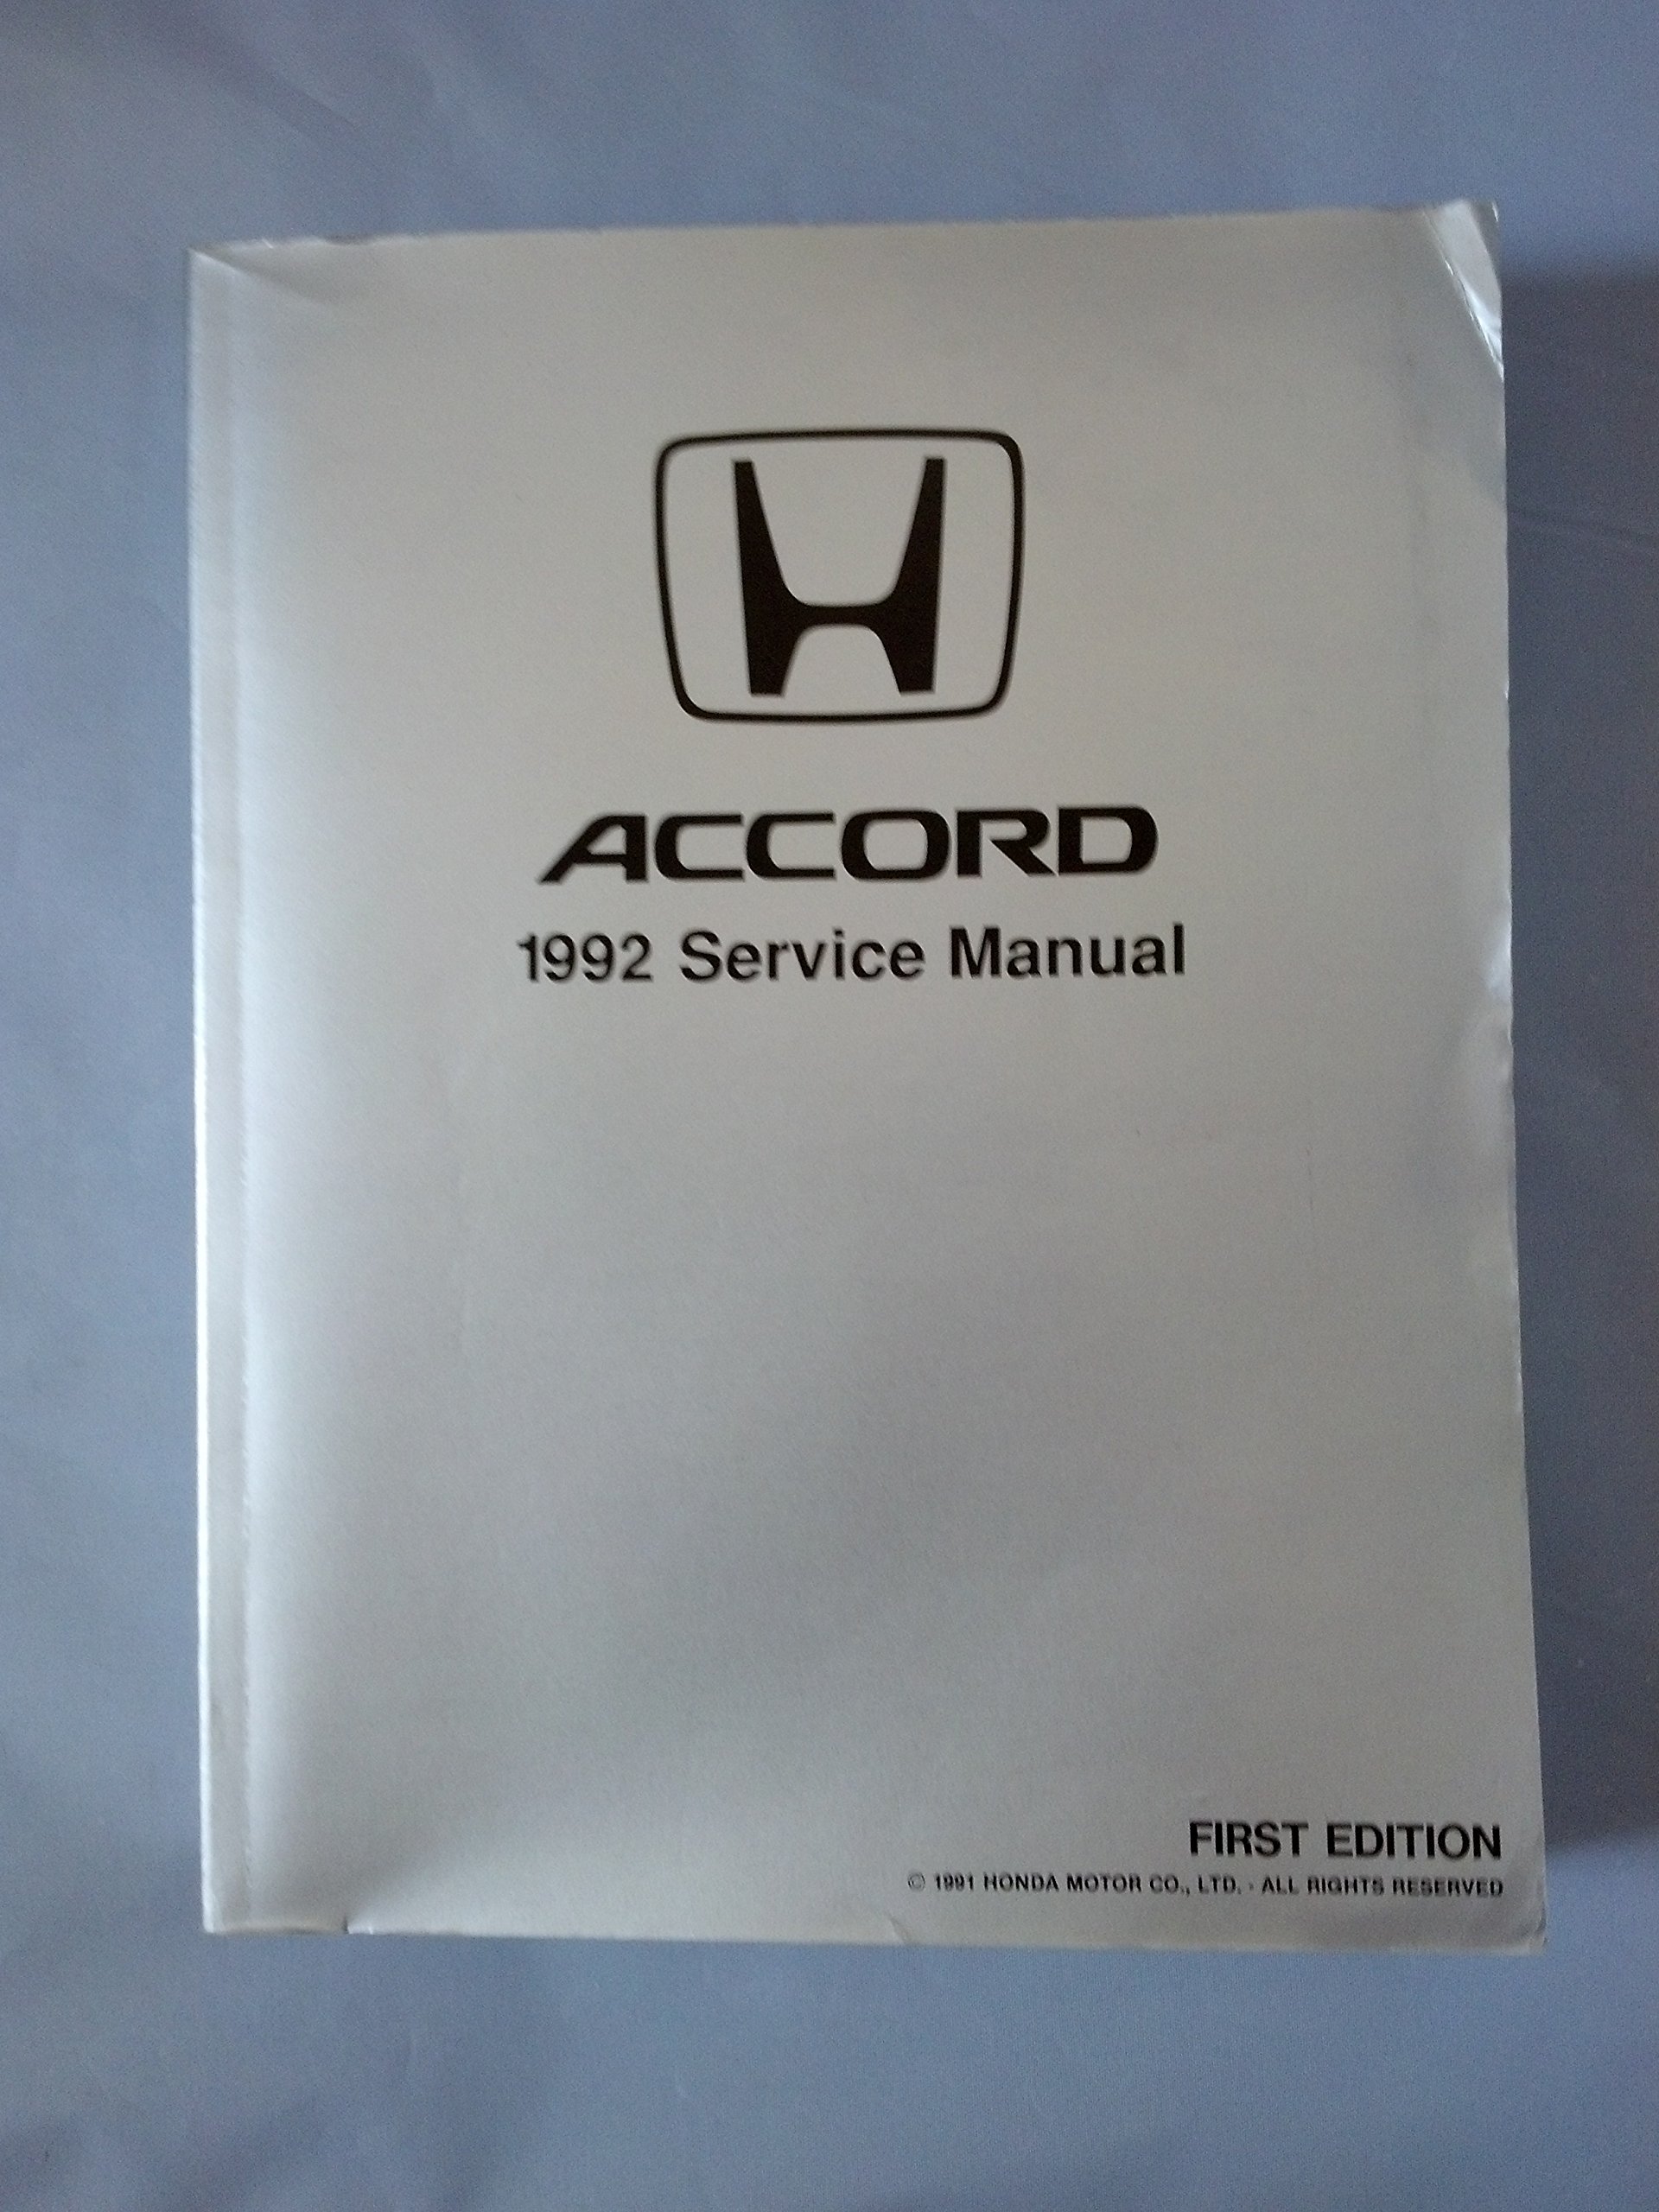 ACCORD
1992 Service Manual
FIRST EDITION
© 1991 HONDA MOTOR CO., LTD. - ALL RIGHTS RESERVED